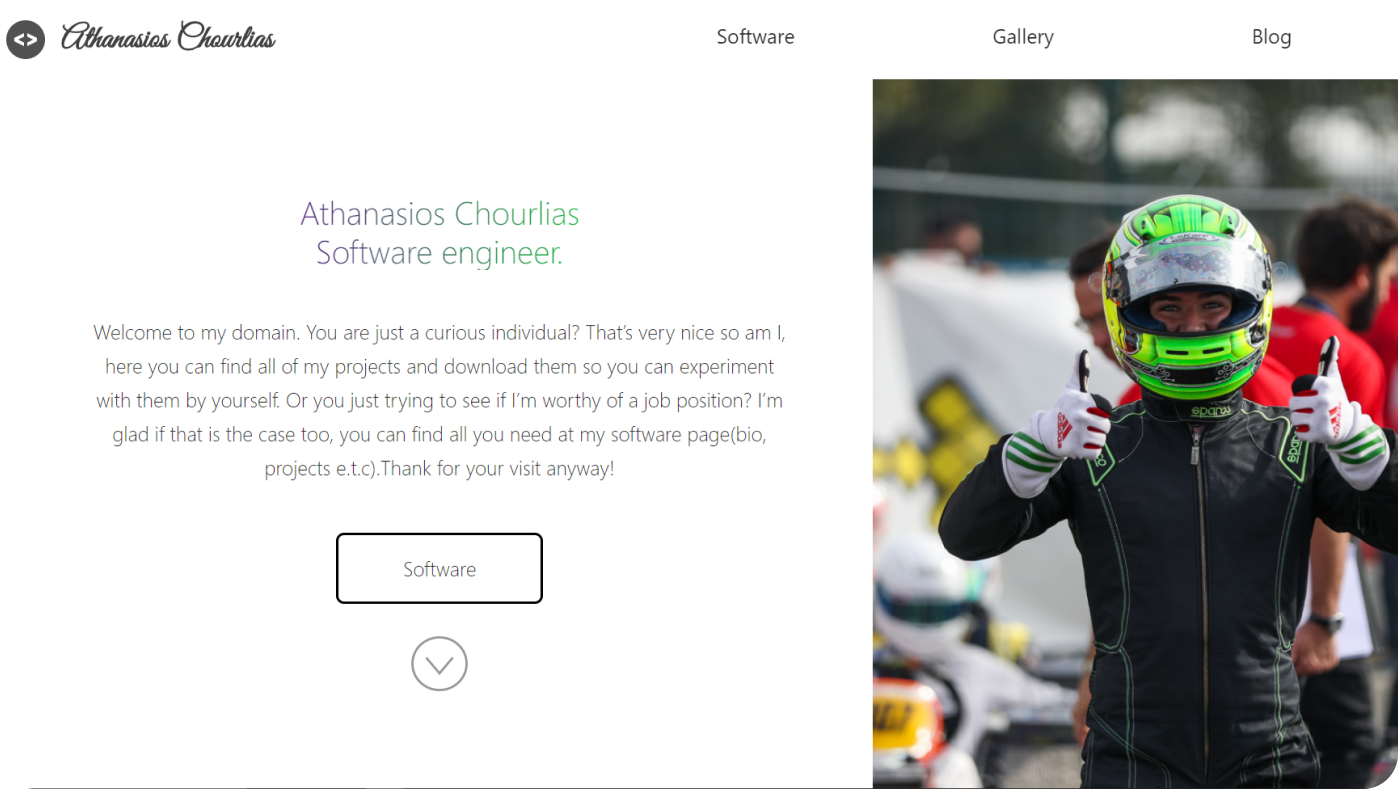 <> Athanasios Chourlias
Software
Gallery
Blog
Athanasios Chourlias
Software engineer.
Welcome to my domain. You are just a curious individual? That's very nice so am I,
here you can find all of my projects and download them so you can experiment
with them by yourself. Or you just trying to see if I'm worthy of a job position? I'm
glad if that is the case too, you can find all you need at my software page(bio,
projects e.t.c).Thank for your visit anyway!
Software
sparco
adidas